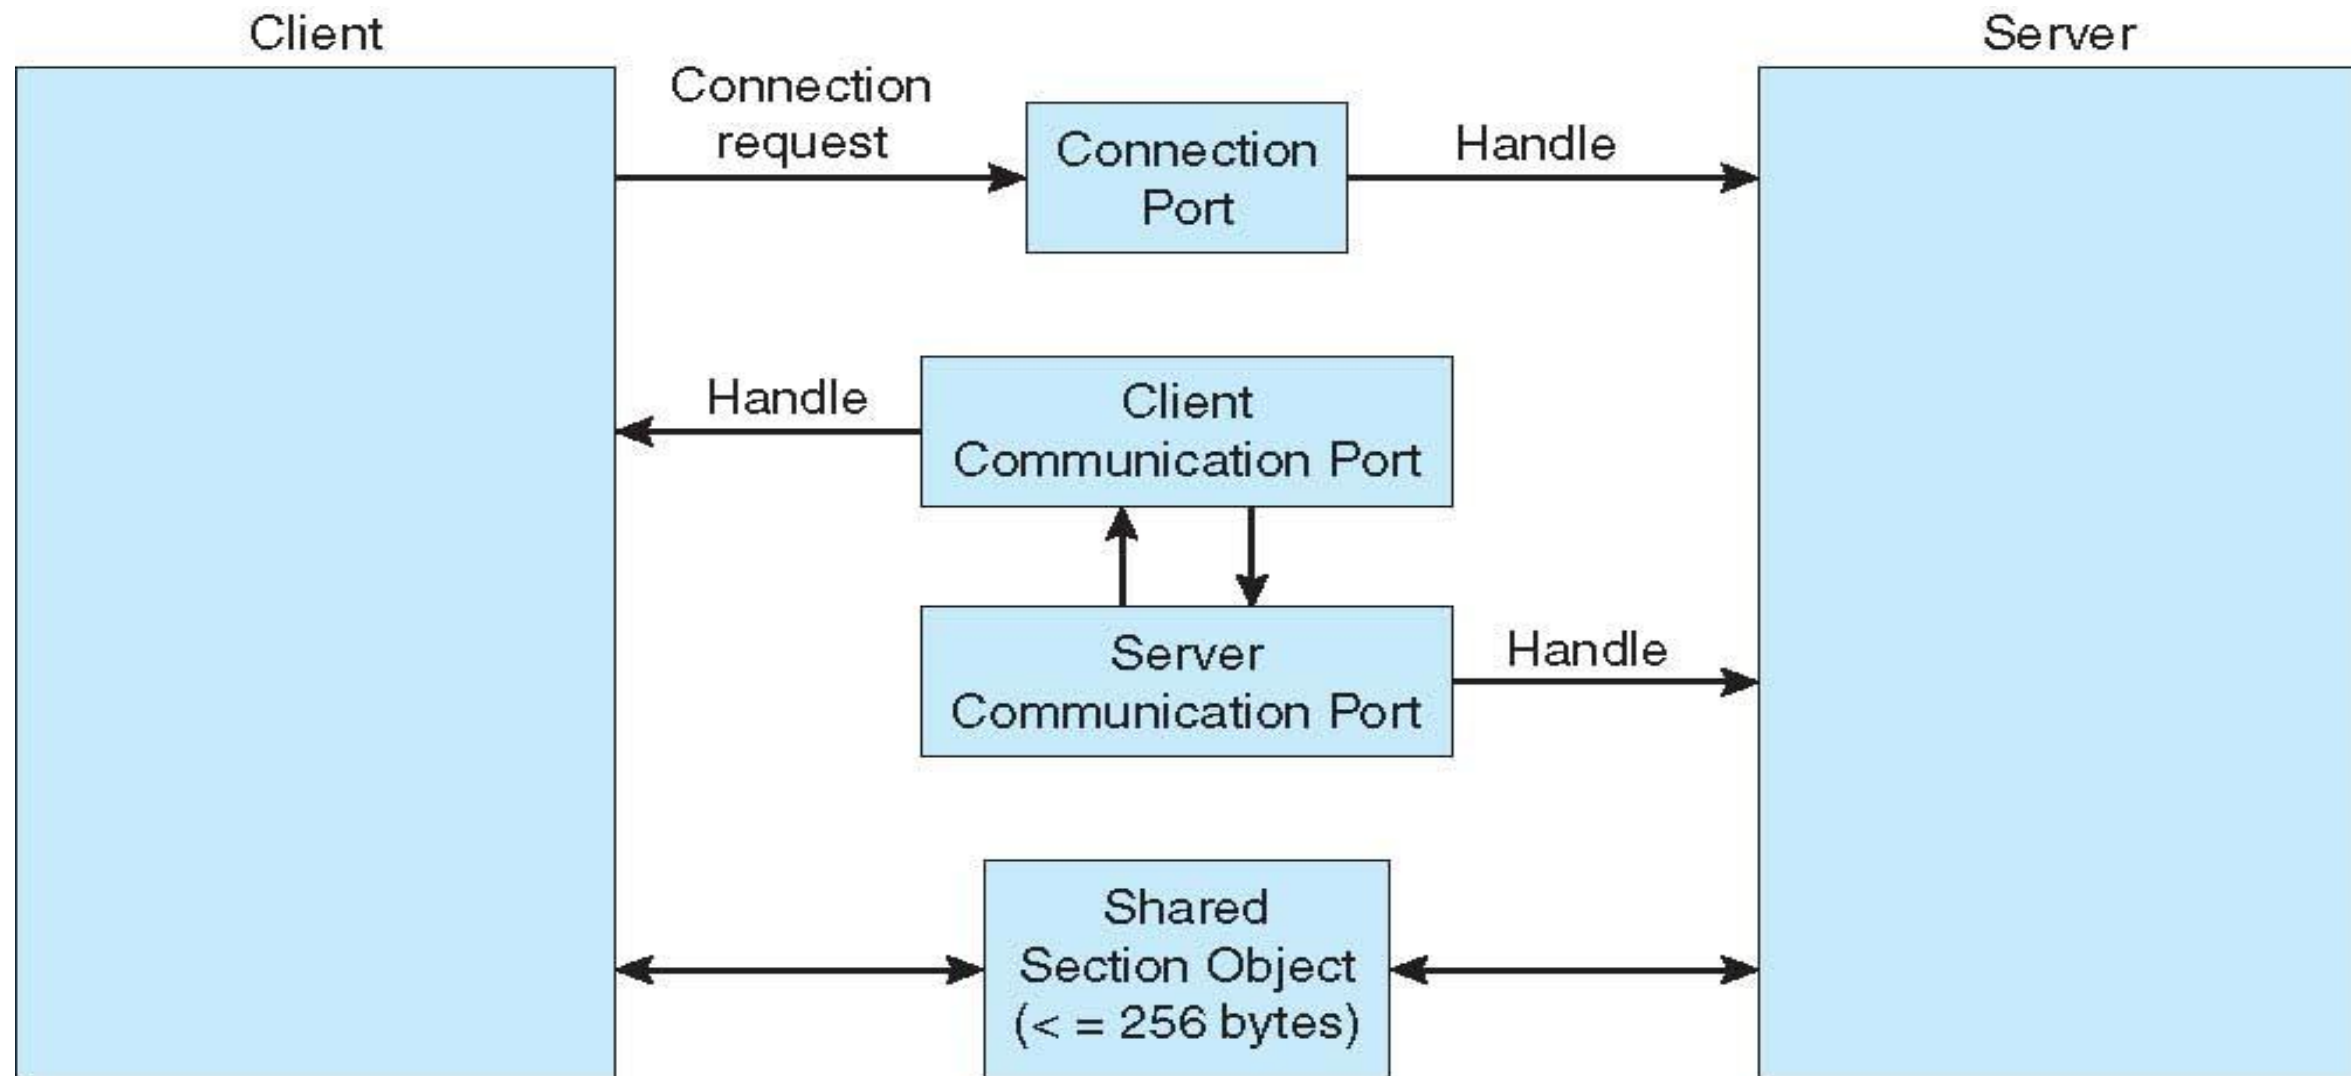 Client
Server
Connection
request
Connection
Port
Handle
Handle
Client
Communication Port
Server
Communication Port
Handle
Shared
Section Object
(< = 256 bytes)